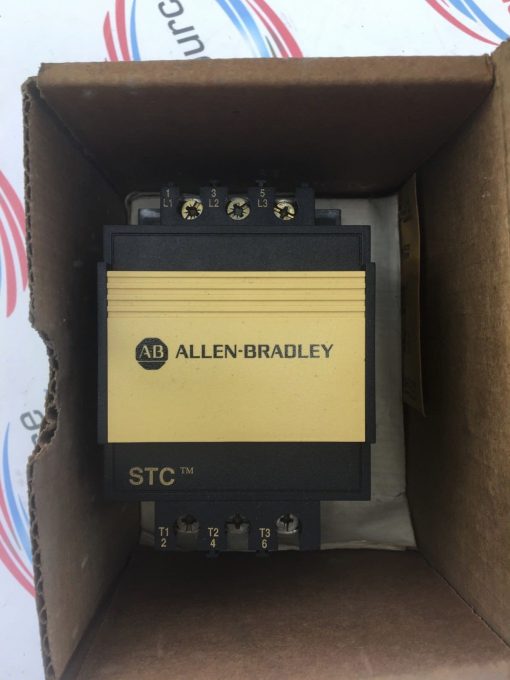 1 3 5
L1 L2 L3
AB ALLEN-BRADLEY
STC™
T1 T2 T3
2 4 6